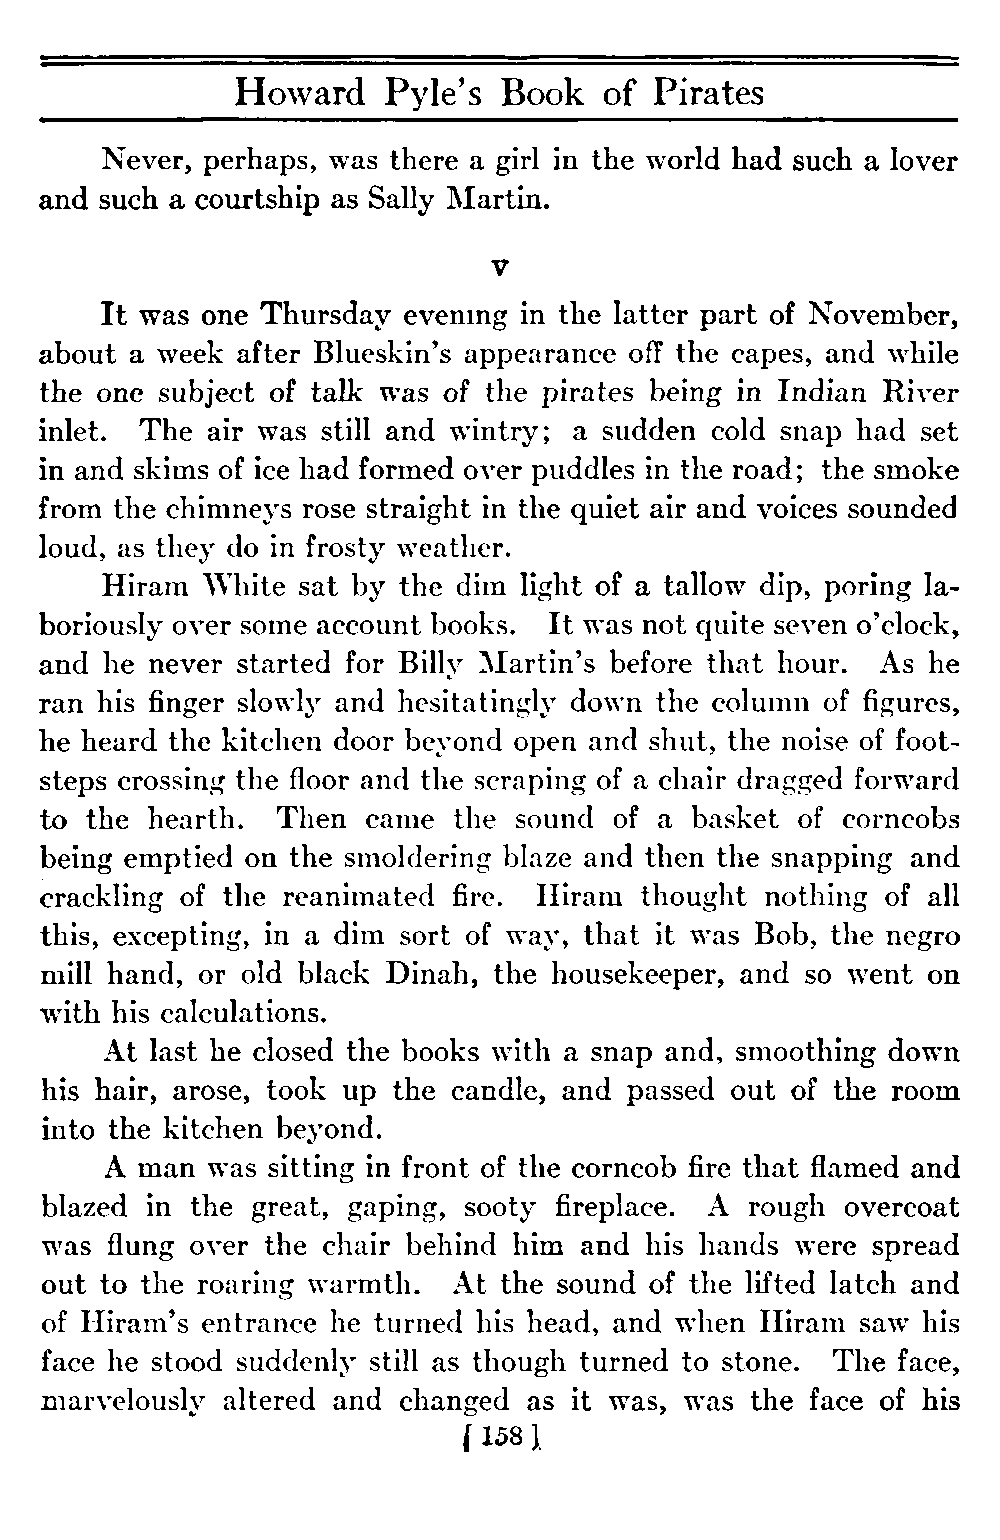 Howard Pyle's Book of Pirates
Never, perhaps, was there a girl in the world had such a lover
and such a courtship as Sally Martin.
V
It was one Thursday evening in the latter part of November,
about a week after Blueskin's appearance off the capes, and while
the one subject of talk was of the pirates being in Indian River
inlet. The air was still and wintry; a sudden cold snap had set
in and skims of ice had formed over puddles in the road; the smoke
from the chimneys rose straight in the quiet air and voices sounded
loud, as they do in frosty weather.
Hiram White sat by the dim light of a tallow dip, poring la-
boriously over some account books. It was not quite seven o'clock,
and he never started for Billy Martin's before that hour. As he
ran his finger slowly and hesitatingly down the column of figures,
he heard the kitchen door beyond open and shut, the noise of foot-
steps crossing the floor and the scraping of a chair dragged forward
to the hearth. Then came the sound of a basket of corncobs
being emptied on the smoldering blaze and then the snapping and
crackling of the reanimated fire. Hiram thought nothing of all
this, excepting, in a dim sort of way, that it was Bob, the negro
mill hand, or old black Dinah, the housekeeper, and so went on
with his calculations.
At last he closed the books with a snap and, smoothing down
his hair, arose, took up the candle, and passed out of the room
into the kitchen beyond.
A man was sitting in front of the corncob fire that flamed and
blazed in the great, gaping, sooty fireplace. A rough overcoat
was flung over the chair behind him and his hands were spread
out to the roaring warmth. At the sound of the lifted latch and
of Hiram's entrance he turned his head, and when Hiram saw his
face he stood suddenly still as though turned to stone. The face,
marvelously altered and changed as it was, was the face of his
[ 158 ]